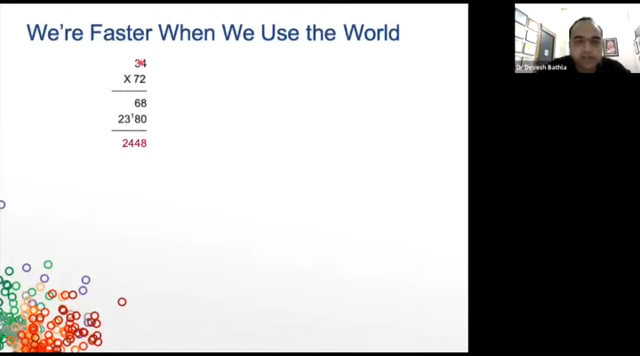 We're Faster When We Use the World
34
X 72
68
23¹80
2448
Dr Devesh Bathla